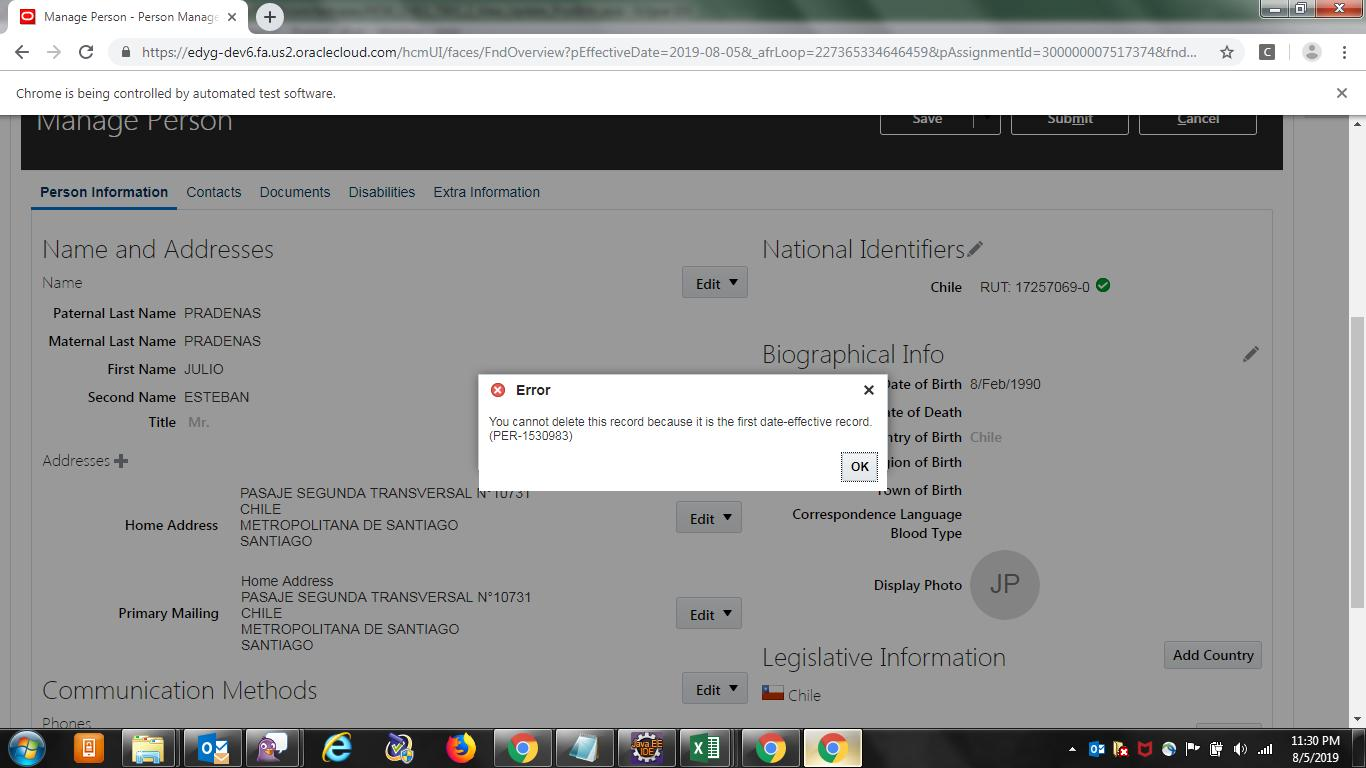 Manage Person - Person Manage
https://edyg-dev6.fa.us2.oraclecloud.com/hcmUI/faces/FndOverview?pEffectiveDate=2019-08-05&_afrLoop=227365334646459&pAssignmentId=300000007517374&fnd...
Chrome is being controlled by automated test software.
Manage Person
Save
Submit
Cancel
Person Information Contacts Documents Disabilities Extra Information
Name and Addresses
Name
Edit
Paternal Last Name PRADENAS
Maternal Last Name PRADENAS
First Name JULIO
Second Name ESTEBAN
Title Mr.
Addresses
Home Address
PASAJE SEGUNDA TRANSVERSAL N°10731
CHILE
METROPOLITANA DE SANTIAGO
SANTIAGO
Edit
Primary Mailing
Home Address
PASAJE SEGUNDA TRANSVERSAL N°10731
CHILE
METROPOLITANA DE SANTIAGO
SANTIAGO
Edit
Communication Methods
Edit
Phones
National Identifiers
Chile RUT: 17257069-0
Biographical Info
Date of Birth 8/Feb/1990
te of Death
ntry of Birth Chile
gion of Birth
Town of Birth
Correspondence Language
Blood Type
Display Photo JP
Legislative Information
Add Country
Chile
Error
You cannot delete this record because it is the first date-effective record.
(PER-1530983)
OK
Java EE
IDE
11:30 PM
8/5/2019